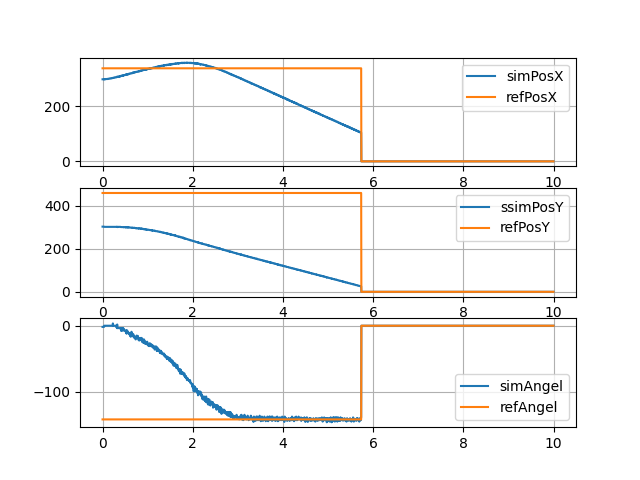 simPosX
refPosX
200
0
0 2 4 6 8 10
ssimPosY
refPosY
400
200
0
0 2 4 6 8 10
0
−100
simAngel
refAngel
0 2 4 6 8 10